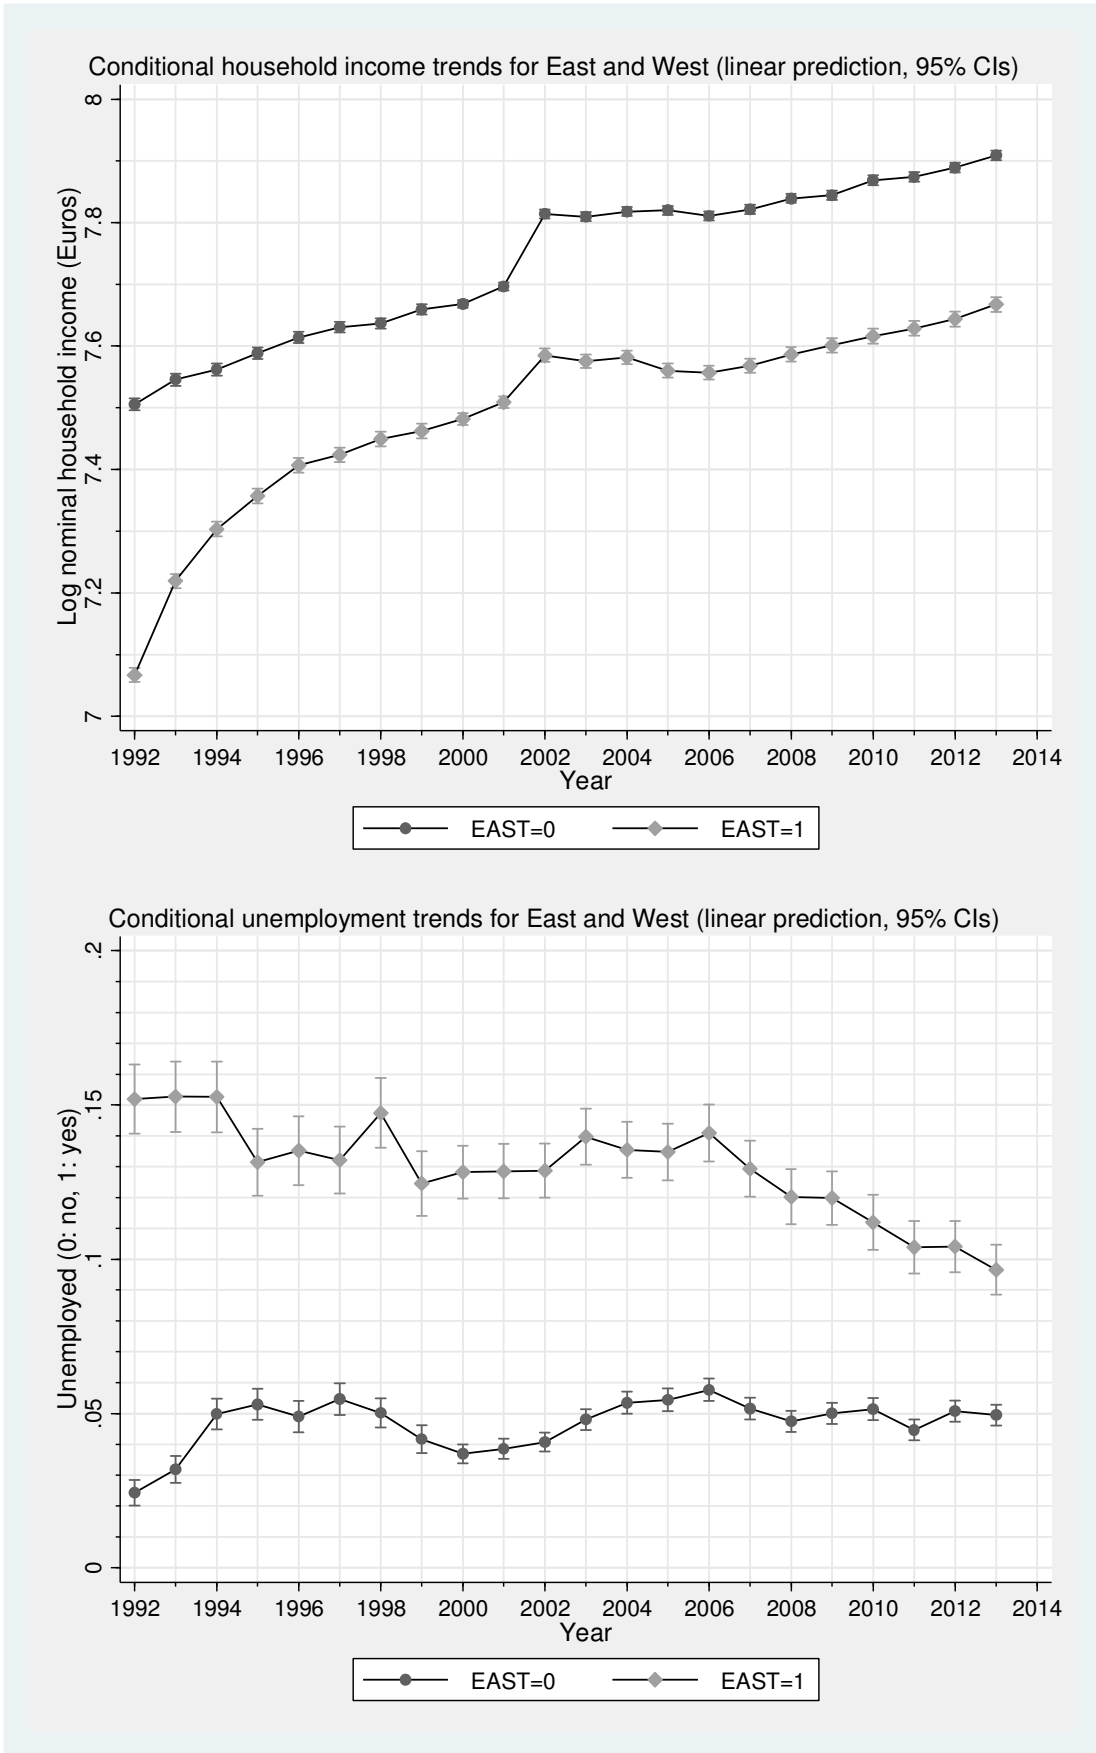 Conditional household income trends for East and West (linear prediction, 95% CIs)
Log nominal household income (Euros)
8
7.8
7.6
7.4
7.2
7
1992 1994 1996 1998 2000 2002 2004 2006 2008 2010 2012 2014
Year
EAST=0 EAST=1
Conditional unemployment trends for East and West (linear prediction, 95% CIs)
Unemployed (0: no, 1: yes)
.2
.15
.1
.05
0
1992 1994 1996 1998 2000 2002 2004 2006 2008 2010 2012 2014
Year
EAST=0 EAST=1